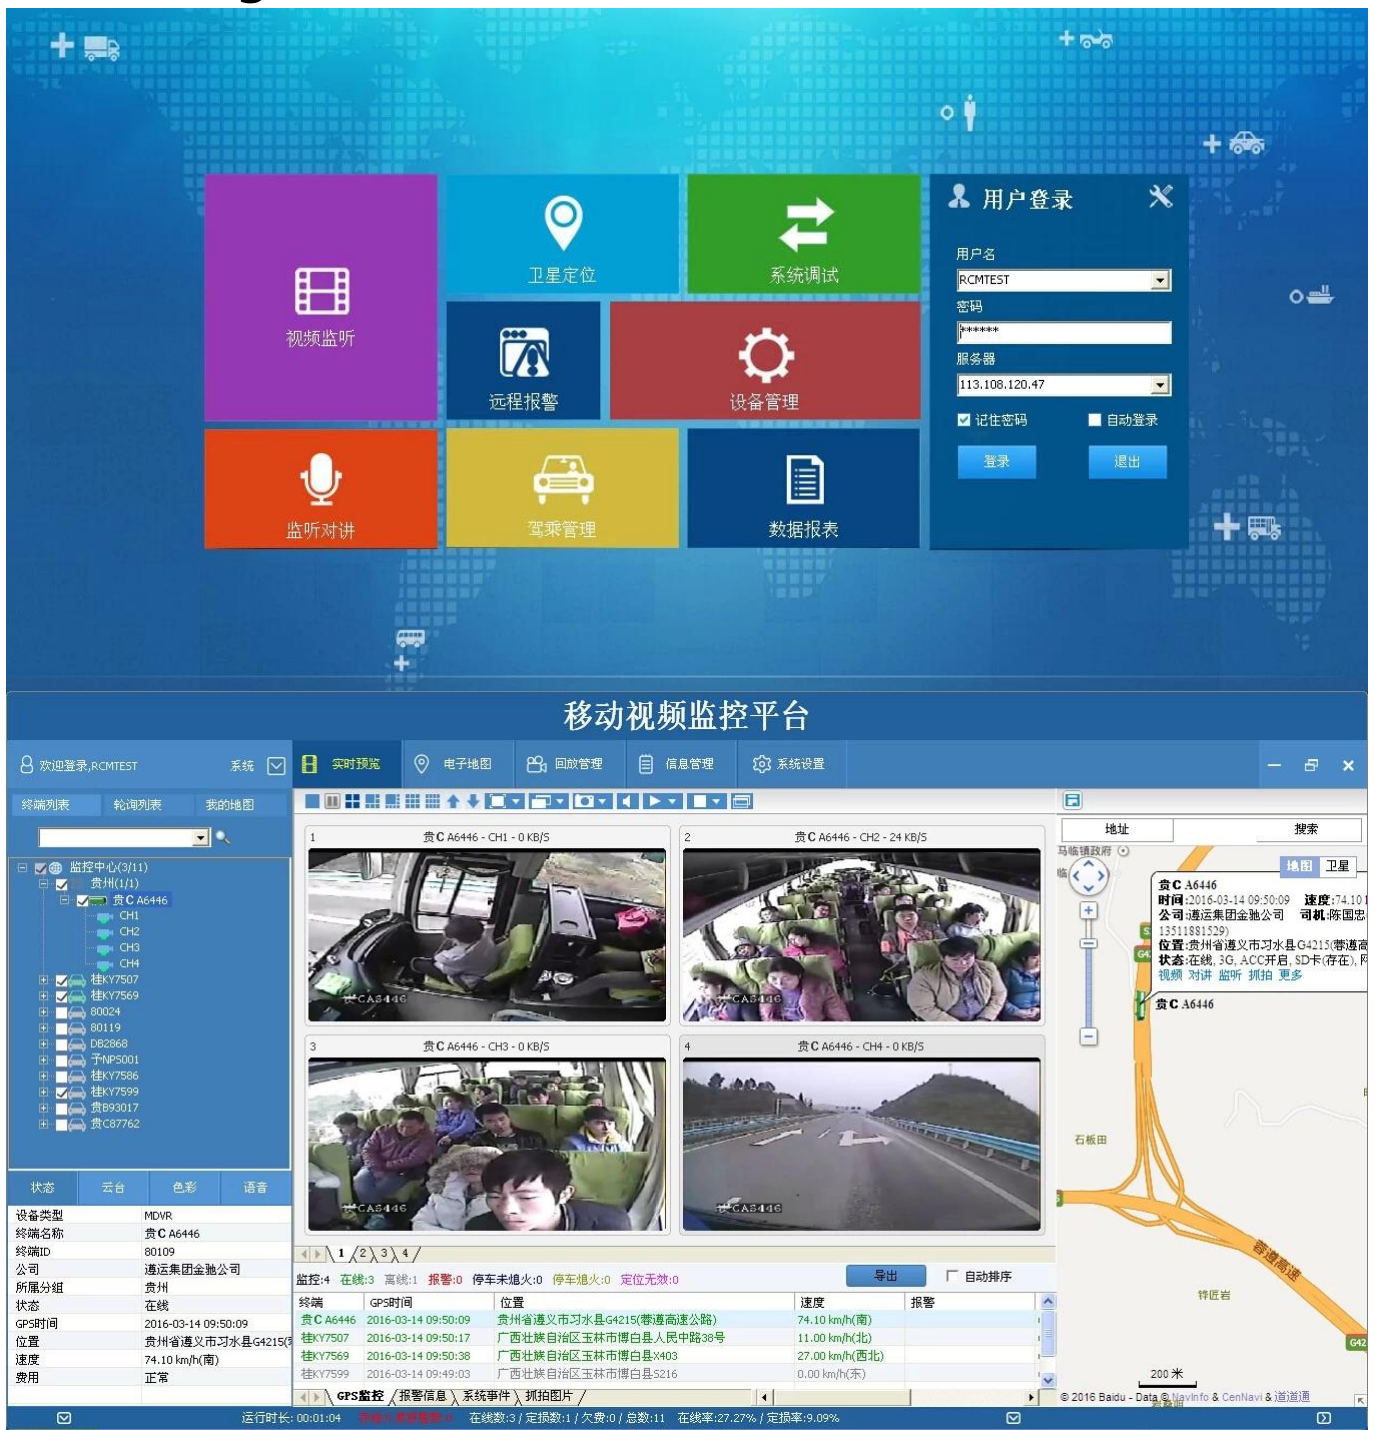 用户登录
用户名
RCMTEST
密码
******
服务器
113.108.120.47
记住密码
自动登录
登录
退出
视频监听
卫星定位
系统调试
远程报警
设备管理
监听对讲
驾乘管理
数据报表
移动视频监控平台
欢迎登录,RCMTEST
系统
实时预览
电子地图
回放管理
信息管理
系统设置
终端列表
轮询列表
我的地图
监控中心(3/11)
贵州(1/1)
贵C A6446
CH1
CH2
CH3
CH4
桂KY7507
桂KY7569
80024
80119
DB2868
予NP5001
桂KY7586
桂KY7599
贵B93017
贵C87762
状态
云台
色彩
语音
设备类型 MDVR
终端名称 贵C A6446
终端ID 80109
公司 遵运集团金驰公司
所属分组 贵州
状态 在线
GPS时间 2016-03-14 09:50:09
位置 贵州省遵义市习水县G4215(
速度 74.10 km/h(南)
费用 正常
1 贵C A6446 - CH1 - 0 KB/S
2 贵C A6446 - CH2 - 24 KB/S
3 贵C A6446 - CH3 - 0 KB/S
4 贵C A6446 - CH4 - 0 KB/S
1 2 3 4
监控:4 在线:3 离线:1 报警:0 停车未熄火:0 停车熄火:0 定位无效:0
导出
自动排序
终端 GPS时间 位置 速度 报警
贵C A6446 2016-03-14 09:50:09 贵州省遵义市习水县G4215(蓉遵高速公路) 74.10 km/h(南)
桂KY7507 2016-03-14 09:50:17 广西壮族自治区玉林市博白县人民中路38号 11.00 km/h(北)
桂KY7569 2016-03-14 09:50:38 广西壮族自治区玉林市博白县X403 27.00 km/h(西北)
桂KY7599 2016-03-14 09:49:03 广西壮族自治区玉林市博白县S216 0.00 km/h(东)
GPS监控 报警信息 系统事件 抓拍图片
地址
搜索
马临镇政府
地图
卫星
贵C A6446
时间:2016-03-14 09:50:09 速度:74.10
公司:遵运集团金驰公司 司机:陈国忠
13511881529)
位置:贵州省遵义市习水县G4215(蓉遵高
状态:在线, 3G, ACC开启, SD卡(存在),
视频 对讲 监听 抓拍 更多
贵C A6446
石板田
蓉遵高速
铧匠岩
G42
200 米
© 2016 Baidu - Data © NavInfo & CenNavi & 道道通
运行时长: 00:01:04
在线数:3 / 定损数:1 / 欠费:0 / 总数:11 在线率:27.27% / 定损率:9.09%